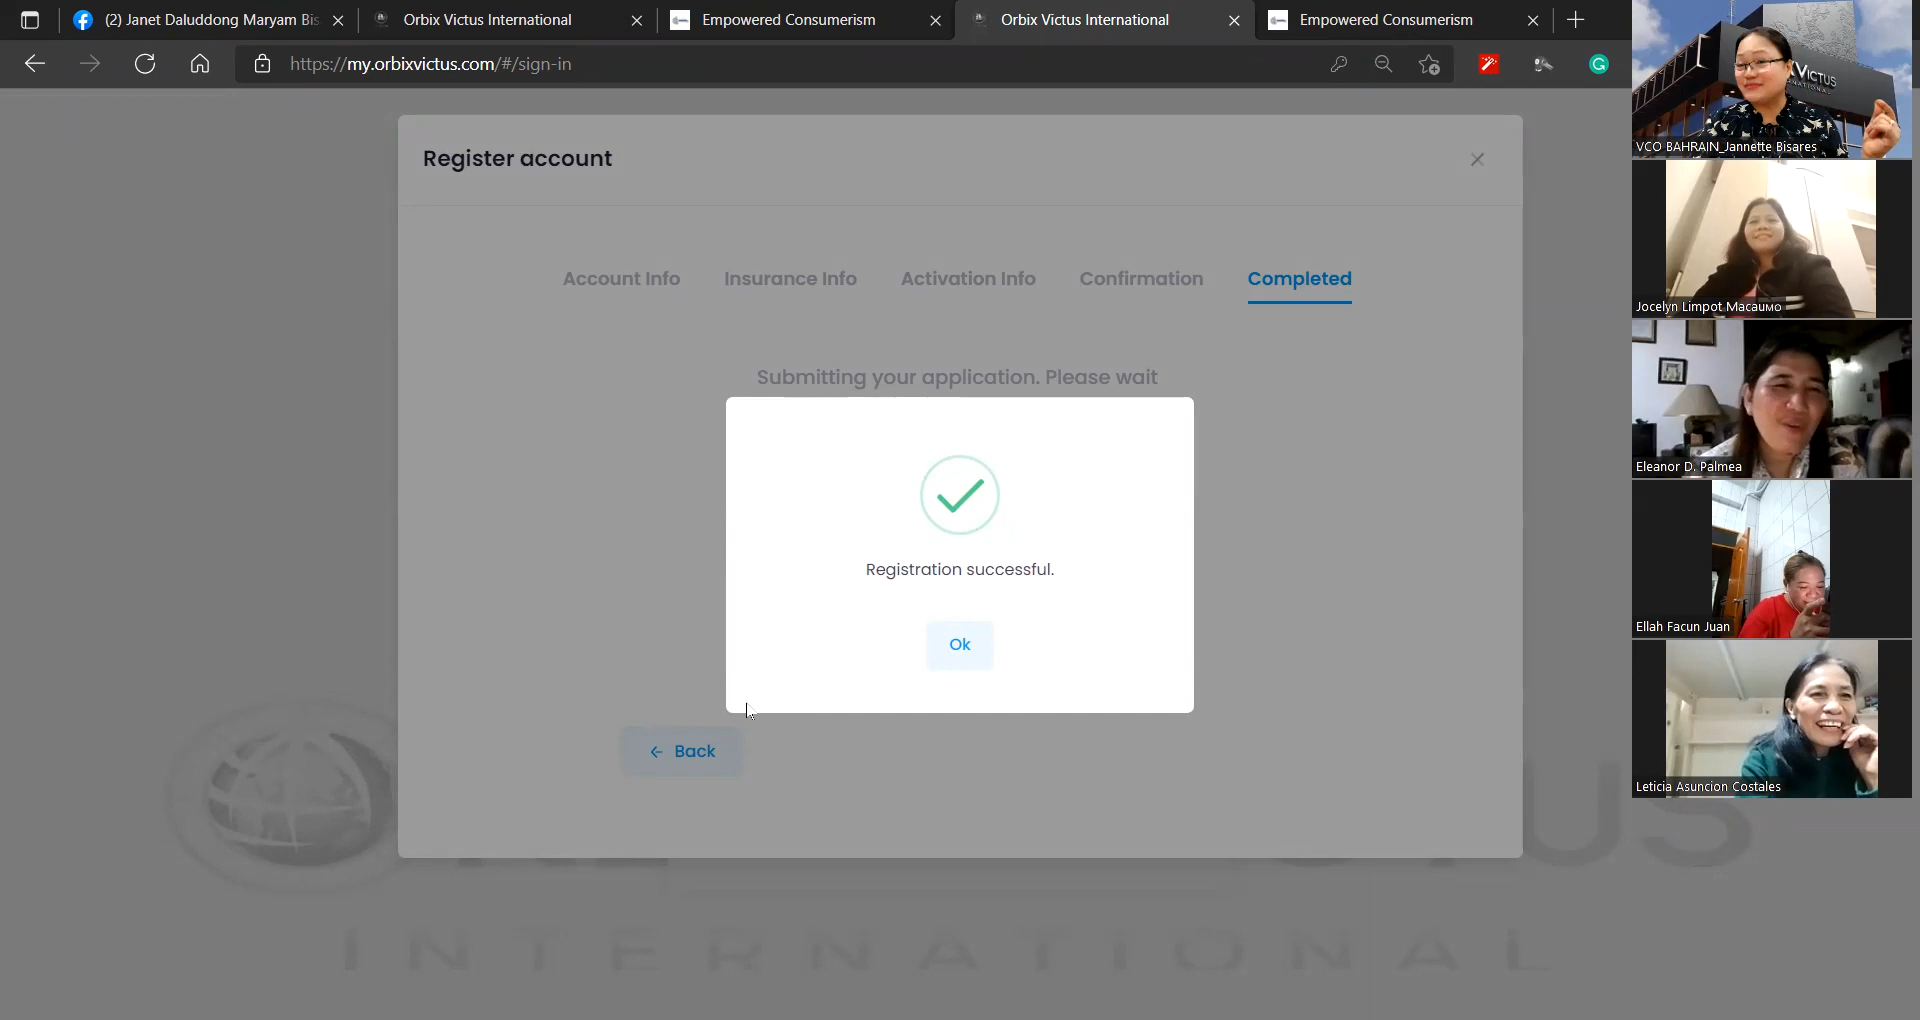 (2) Janet Daluddong Maryam Bis
Orbix Victus International
Empowered Consumerism
Orbix Victus International
Empowered Consumerism
https://my.orbixvictus.com/#/sign-in
Register account
Account Info
Insurance Info
Activation Info
Confirmation
Completed
Submitting your application. Please wait
Registration successful.
Ok
Back
INTERNATIONAL
VICTUS
VCO BAHRAIN_Jannette Bisares
Jocelyn Limpot Macaumo
Eleanor D. Palmea
Ellah Facun Juan
Leticia Asuncion Costales